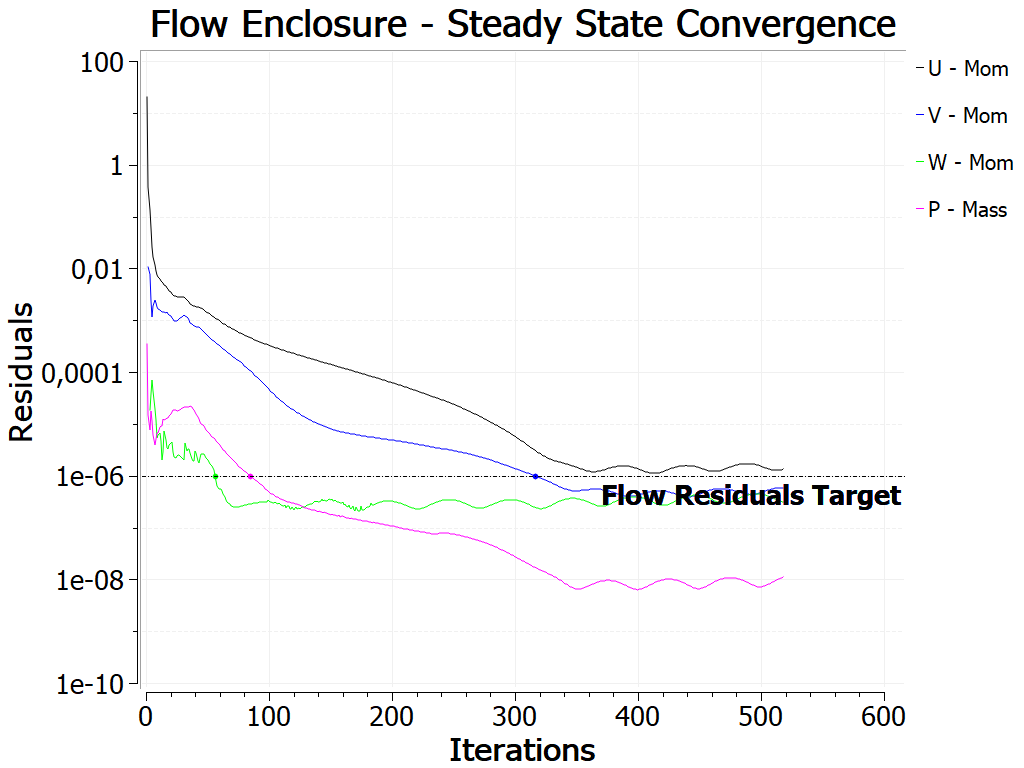 Flow Enclosure - Steady State Convergence
100
1
0,01
0,0001
1e-06
1e-08
1e-10
Residuals
0 100 200 300 400 500 600
Iterations
U - Mom
V - Mom
W - Mom
P - Mass
Flow Residuals Target